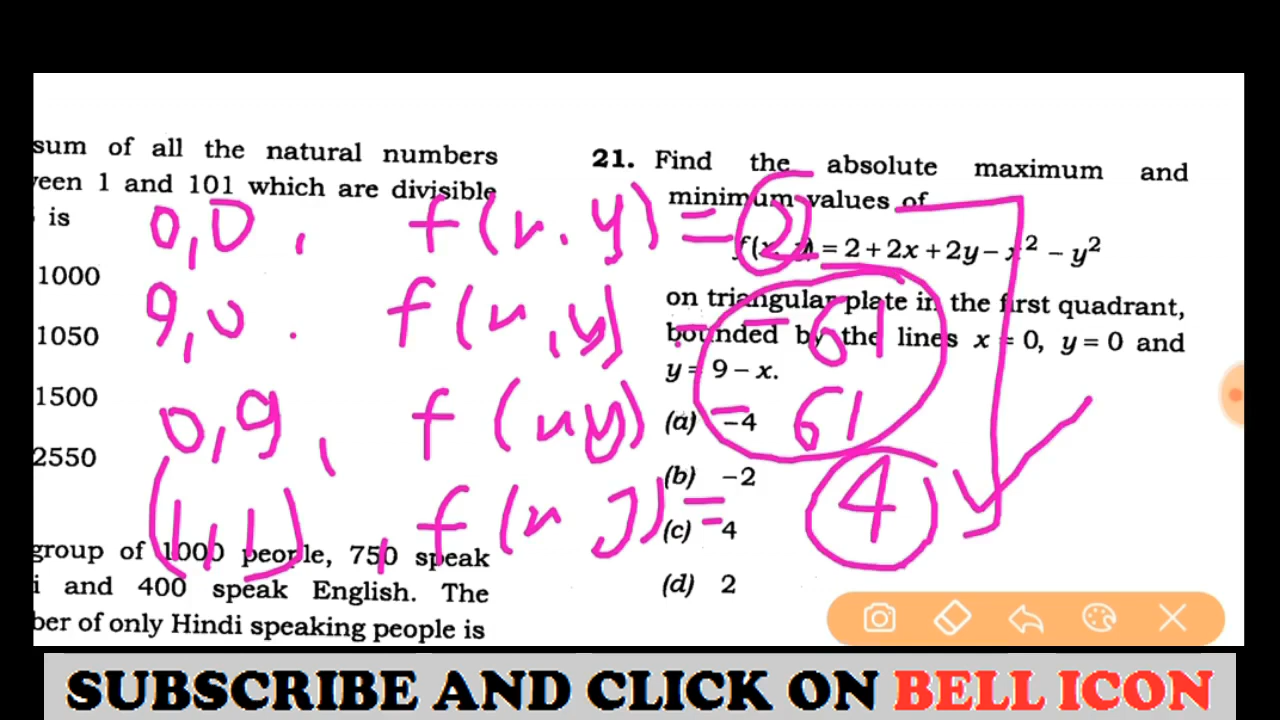 sum of all the natural numbers
veen 1 and 101 which are divisible
is
1000
1050
1500
2550
group of 1000 people, 750 speak
i and 400 speak English. The
ber of only Hindi speaking people is
21. Find the absolute maximum and
minimum values of
f(x, y) = 2 + 2x + 2y − x² − y²
on triangular plate in the first quadrant,
bounded by the lines x = 0, y = 0 and
y = 9 − x.
(a) −4
(b) −2
(c) 4
(d) 2
0,0, f(x,y) = 2
9,0. f(x,y) = −61
0,9, f(xy) − 61
(1,1), f(x y) = 4
SUBSCRIBE AND CLICK ON BELL ICON